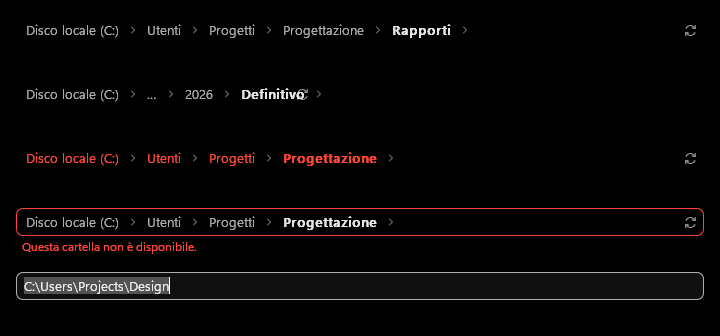 Disco locale (C:) > Utenti > Progetti > Progettazione > Rapporti >
Disco locale (C:) > ... > 2026 > Definitivo >
Disco locale (C:) > Utenti > Progetti > Progettazione >
Disco locale (C:) > Utenti > Progetti > Progettazione >
Questa cartella non è disponibile.
C:\Users\Projects\Design